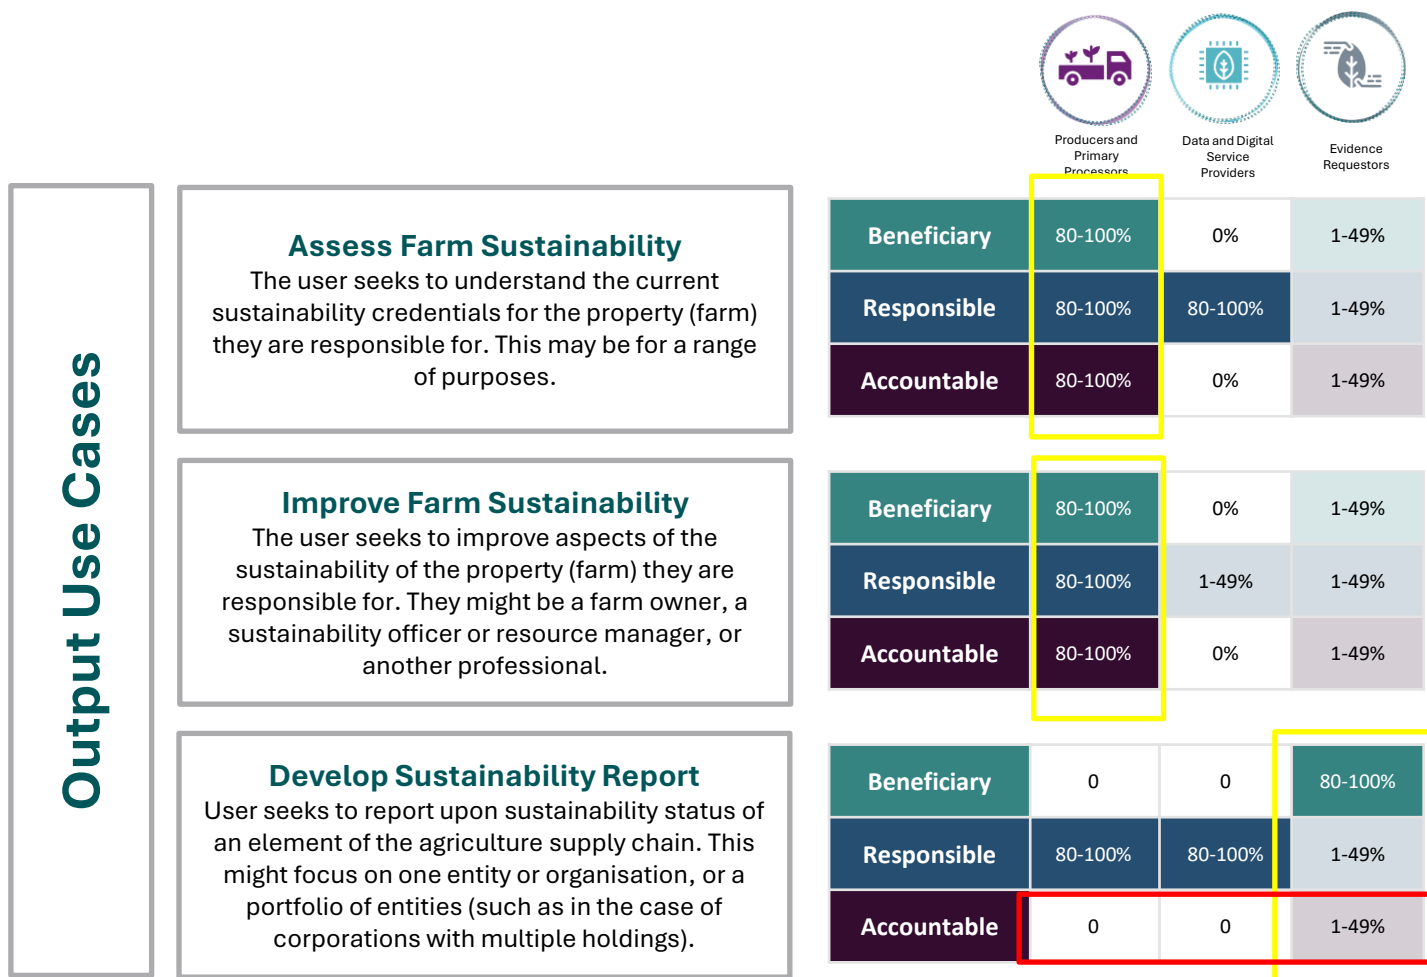 Producers and
Primary
Processors
Data and Digital
Service
Providers
Evidence
Requestors
Output Use Cases
Assess Farm Sustainability
The user seeks to understand the current
sustainability credentials for the property (farm)
they are responsible for. This may be for a range
of purposes.
Beneficiary 80-100% 0% 1-49%
Responsible 80-100% 80-100% 1-49%
Accountable 80-100% 0% 1-49%
Improve Farm Sustainability
The user seeks to improve aspects of the
sustainability of the property (farm) they are
responsible for. They might be a farm owner, a
sustainability officer or resource manager, or
another professional.
Beneficiary 80-100% 0% 1-49%
Responsible 80-100% 1-49% 1-49%
Accountable 80-100% 0% 1-49%
Develop Sustainability Report
User seeks to report upon sustainability status of
an element of the agriculture supply chain. This
might focus on one entity or organisation, or a
portfolio of entities (such as in the case of
corporations with multiple holdings).
Beneficiary 0 0 80-100%
Responsible 80-100% 80-100% 1-49%
Accountable 0 0 1-49%